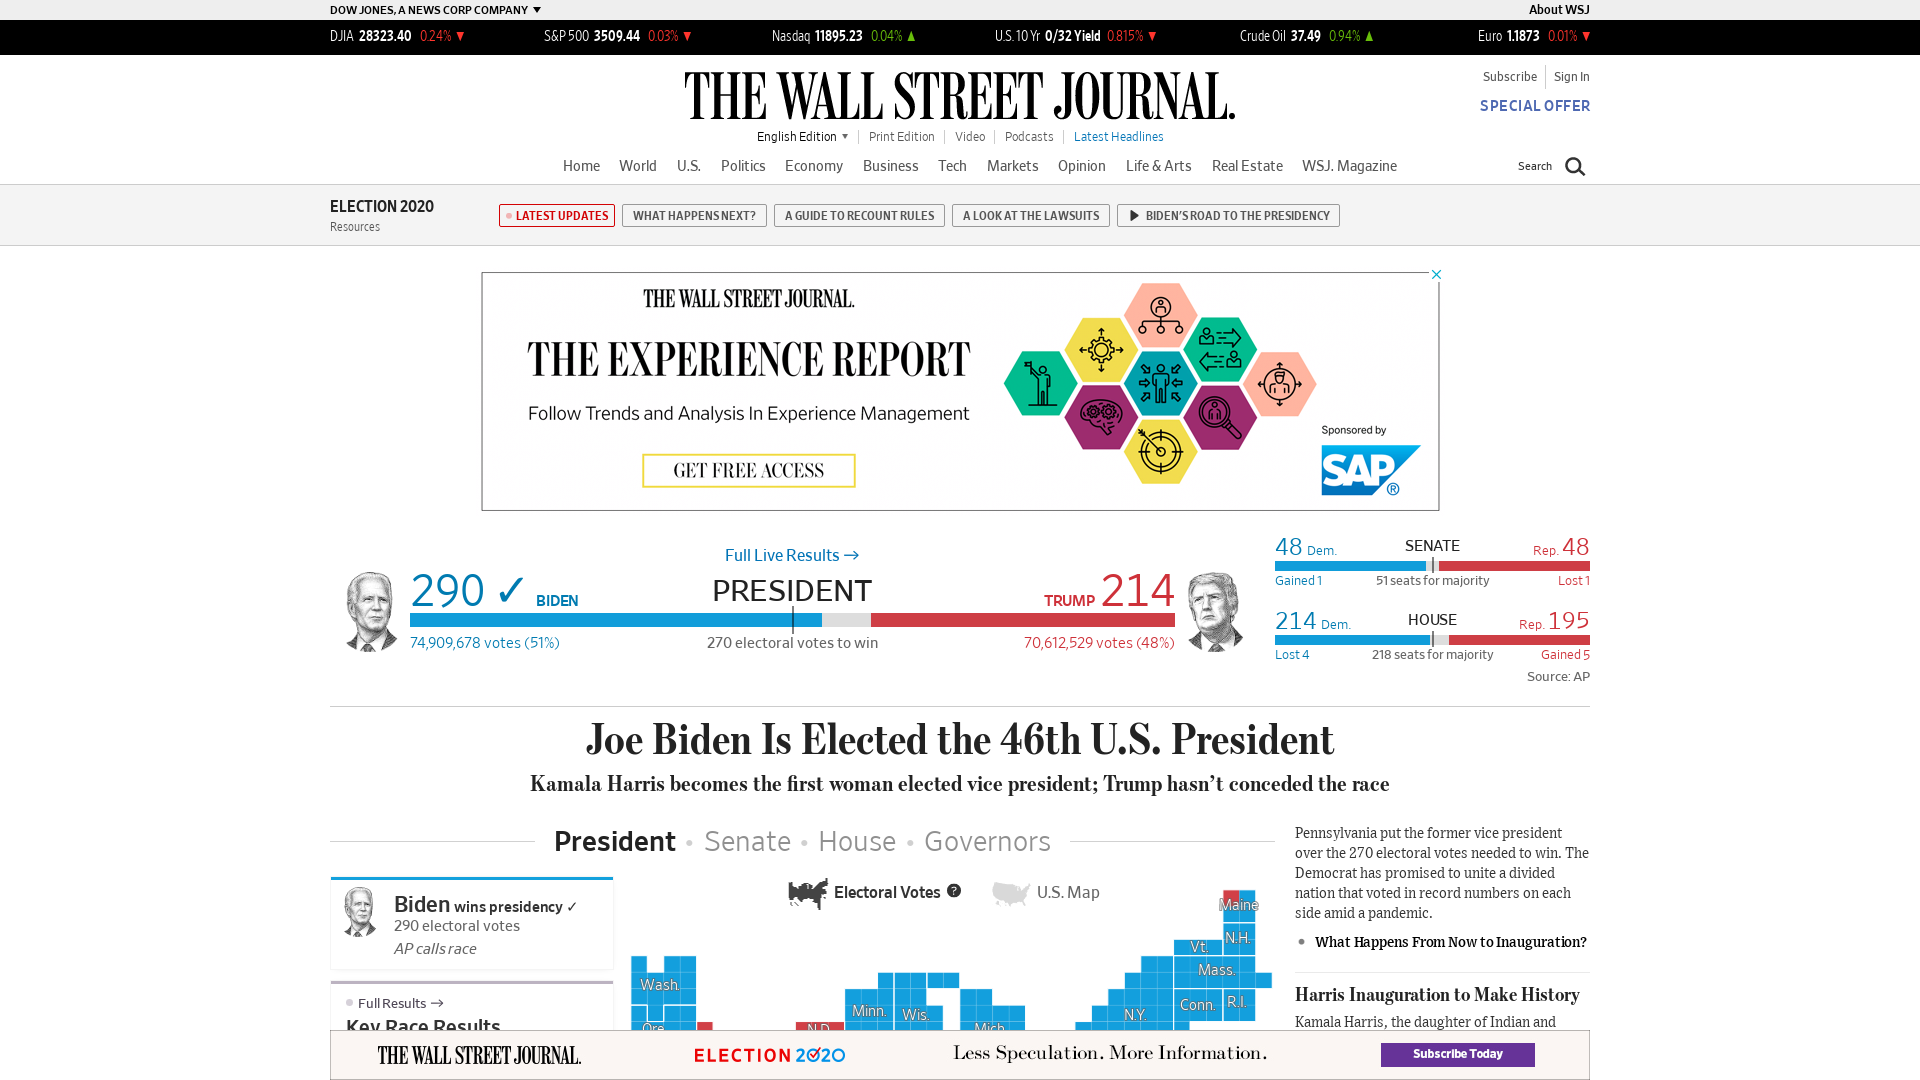 DOW JONES, A NEWS CORP COMPANY
About WSJ
DJIA 28323.40 0.24%
S&P 500 3509.44 0.03%
Nasdaq 11895.23 0.04%
U.S. 10 Yr 0/32 Yield 0.815%
Crude Oil 37.49 0.94%
Euro 1.1873 0.01%
THE WALL STREET JOURNAL.
Subscribe
Sign In
SPECIAL OFFER
English Edition
Print Edition
Video
Podcasts
Latest Headlines
Home
World
U.S.
Politics
Economy
Business
Tech
Markets
Opinion
Life & Arts
Real Estate
WSJ. Magazine
Search
ELECTION 2020
Resources
LATEST UPDATES
WHAT HAPPENS NEXT?
A GUIDE TO RECOUNT RULES
A LOOK AT THE LAWSUITS
BIDEN'S ROAD TO THE PRESIDENCY
THE WALL STREET JOURNAL.
THE EXPERIENCE REPORT
Follow Trends and Analysis In Experience Management
GET FREE ACCESS
Sponsored by
SAP®
Full Live Results →
290 ✓ BIDEN
PRESIDENT
TRUMP 214
74,909,678 votes (51%)
270 electoral votes to win
70,612,529 votes (48%)
48 Dem.
SENATE
Rep. 48
Gained 1
51 seats for majority
Lost 1
214 Dem.
HOUSE
Rep. 195
Lost 4
218 seats for majority
Gained 5
Source: AP
Joe Biden Is Elected the 46th U.S. President
Kamala Harris becomes the first woman elected vice president; Trump hasn't conceded the race
President • Senate • House • Governors
Biden wins presidency ✓
290 electoral votes
AP calls race
Full Results →
Key Race Results
Electoral Votes ?
U.S. Map
Maine
Vt.
N.H.
Wash.
Mass.
Minn.
Wis.
N.Y.
Conn.
R.I.
Ore.
N.D.
Mich.
Pennsylvania put the former vice president
over the 270 electoral votes needed to win. The
Democrat has promised to unite a divided
nation that voted in record numbers on each
side amid a pandemic.
• What Happens From Now to Inauguration?
Harris Inauguration to Make History
Kamala Harris, the daughter of Indian and
THE WALL STREET JOURNAL.
ELECTION 2020
Less Speculation. More Information.
Subscribe Today